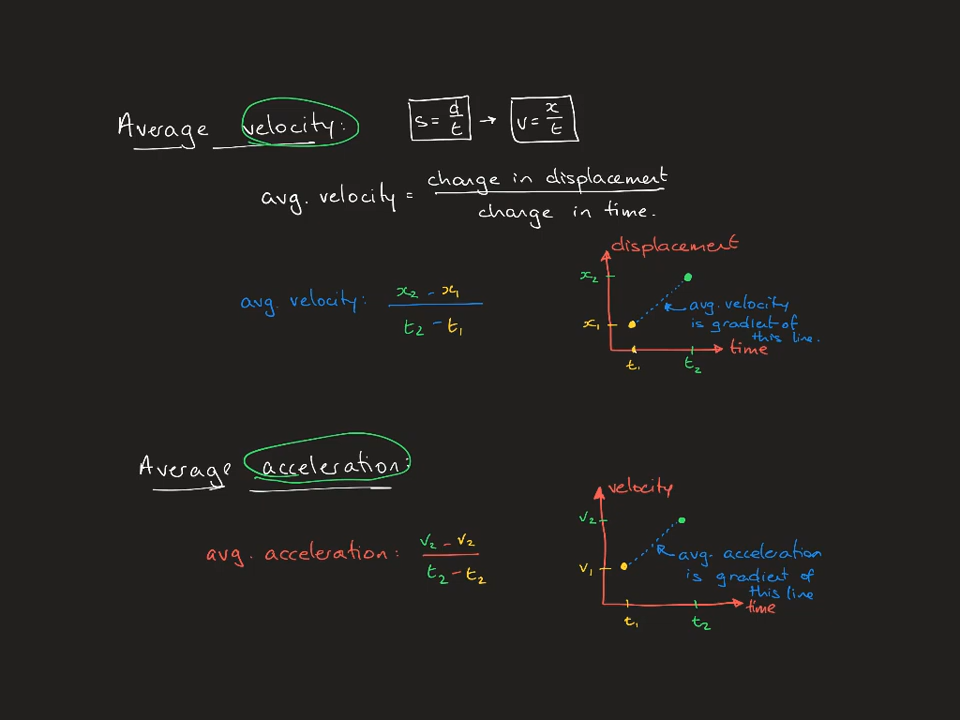 Average velocity: s = d/t → v = x/t
avg. velocity = change in displacement
change in time.
displacement
avg. velocity: x₂ - x₁
t₂ - t₁
x₂
x₁
avg. velocity
is gradient of
this line.
time
t₁ t₂
Average acceleration:
avg. acceleration: v₂ - v₂
t₂ - t₂
velocity
v₂
v₁
avg. acceleration
is gradient of
this line
time
t₁ t₂